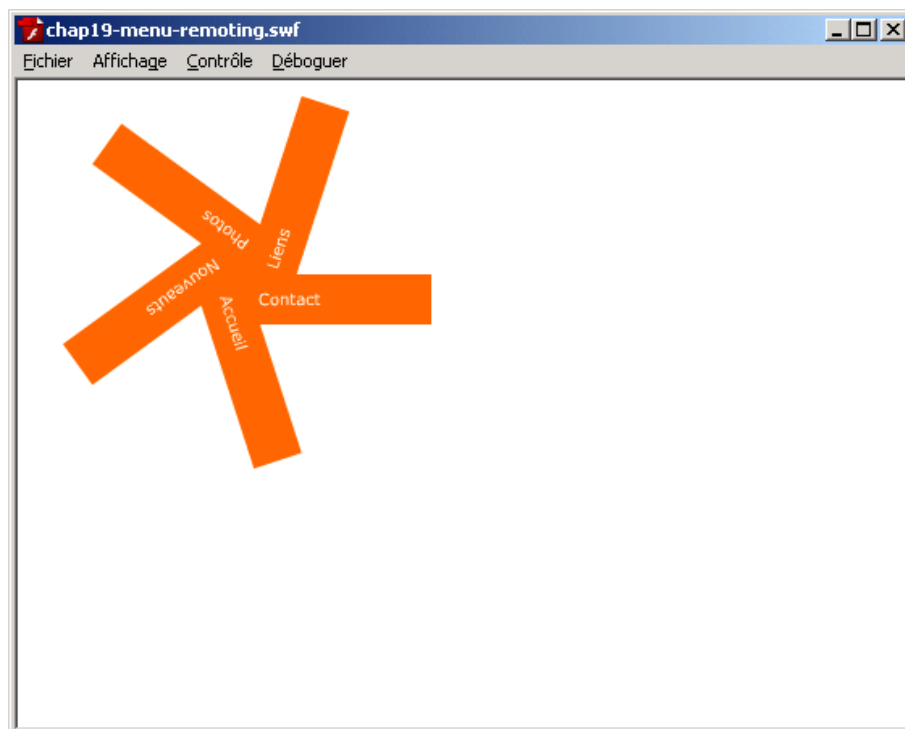 chap19-menu-remoting.swf
Fichier Affichage Contrôle Déboguer
Photos
Liens
Nouveauts
Accueil
Contact